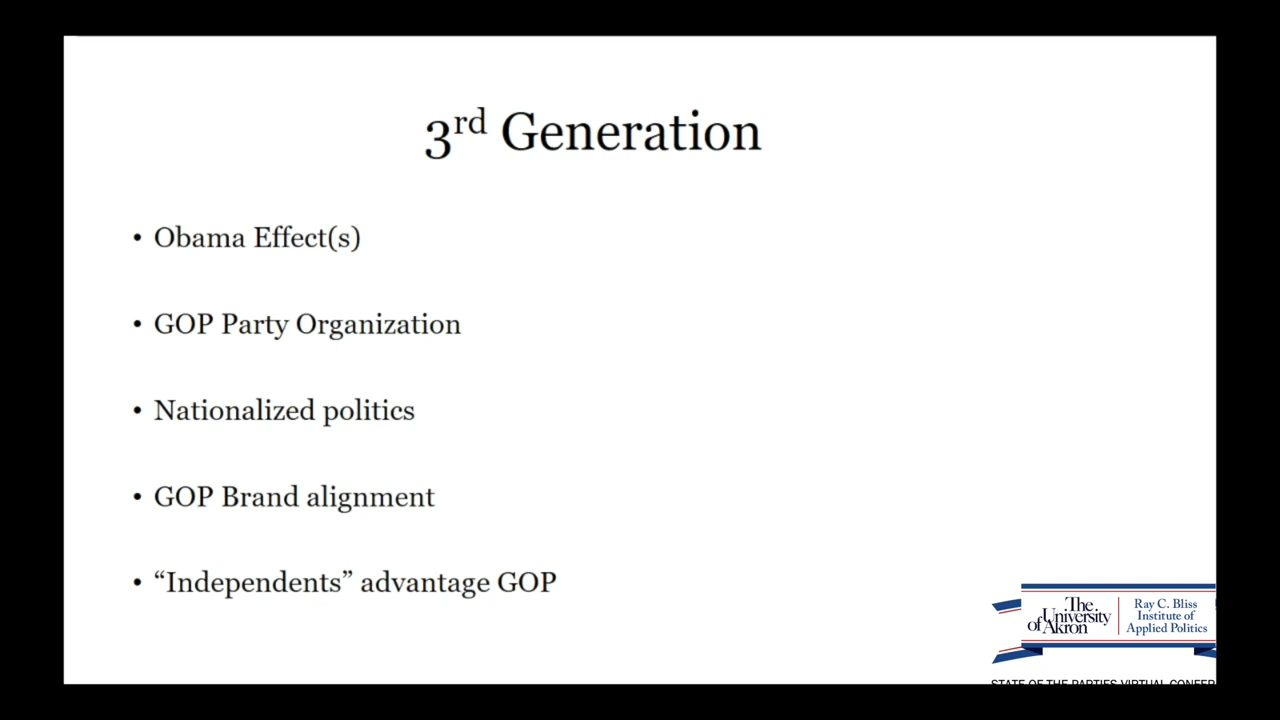 3rd Generation
• Obama Effect(s)
• GOP Party Organization
• Nationalized politics
• GOP Brand alignment
• “Independents” advantage GOP
The
University
of Akron
Ray C. Bliss
Institute of
Applied Politics
STATE OF THE PARTIES VIRTUAL